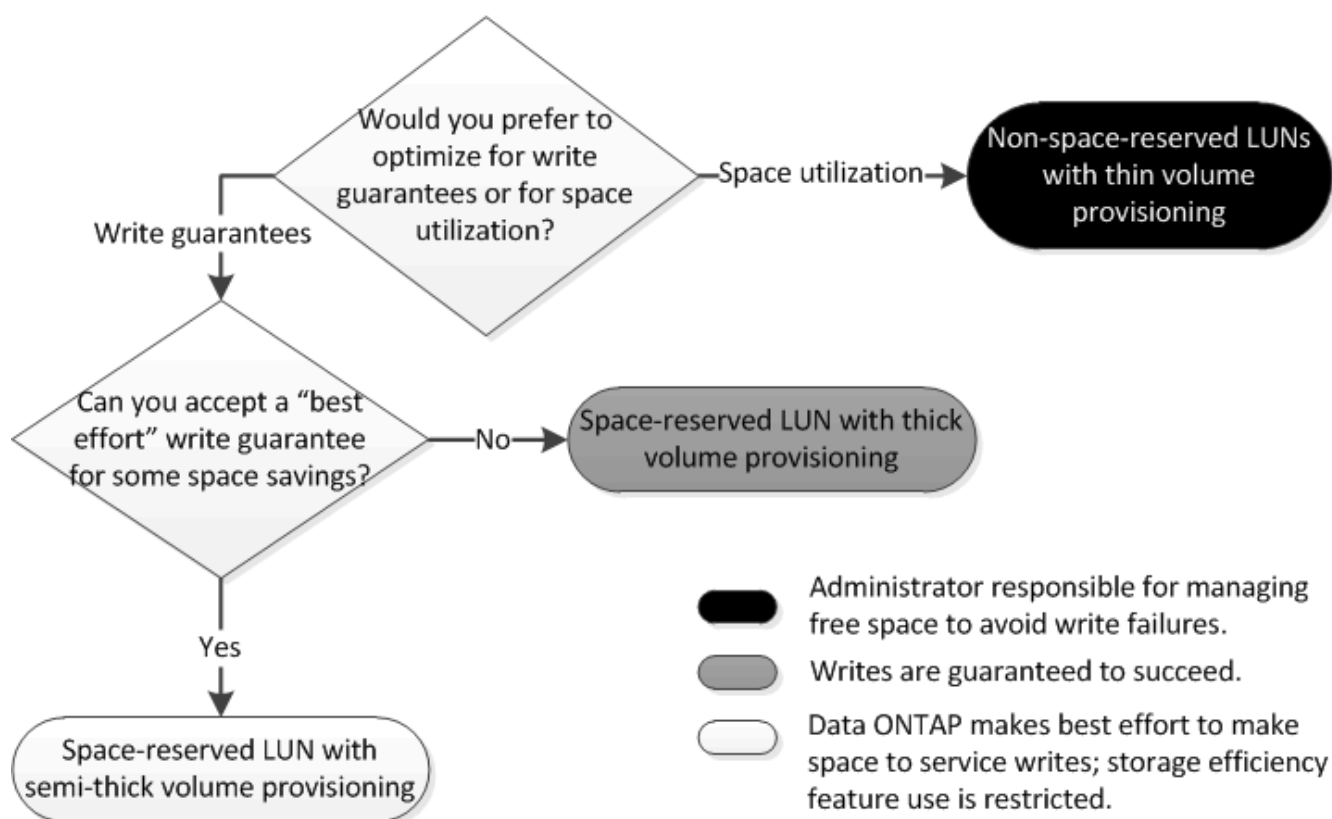 Would you prefer to
optimize for write
guarantees or for space
utilization?
Space utilization
Non-space-reserved LUNs
with thin volume
provisioning
Write guarantees
Can you accept a “best
effort” write guarantee
for some space savings?
No
Space-reserved LUN with thick
volume provisioning
Yes
Space-reserved LUN with
semi-thick volume provisioning
Administrator responsible for managing
free space to avoid write failures.
Writes are guaranteed to succeed.
Data ONTAP makes best effort to make
space to service writes; storage efficiency
feature use is restricted.